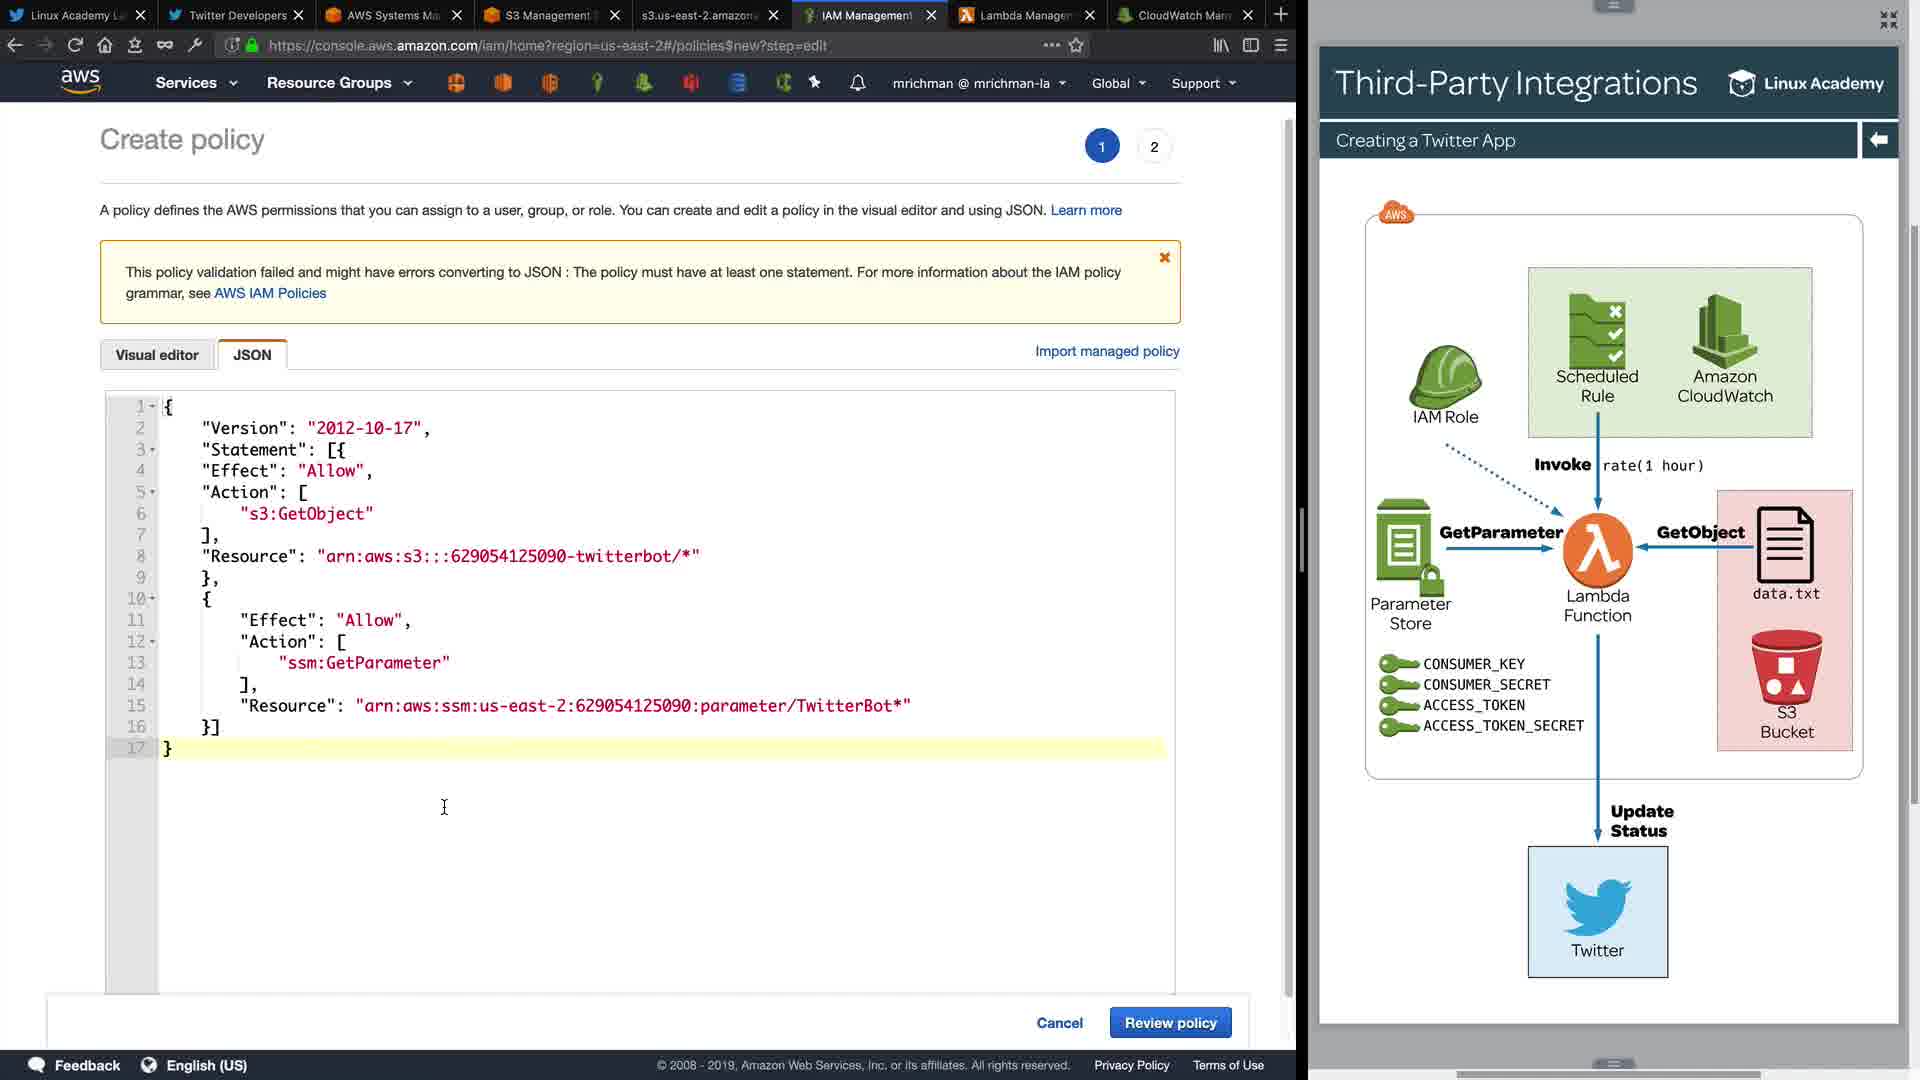 Linux Academy L
Twitter Developers
AWS Systems Ma
S3 Management
s3.us-east-2.amazon
IAM Management
Lambda Manager
CloudWatch Man
https://console.aws.amazon.com/iam/home?region=us-east-2#/policies$new?step=edit
aws
Services
Resource Groups
mrichman @ mrichman-la
Global
Support
Create policy
1
2
A policy defines the AWS permissions that you can assign to a user, group, or role. You can create and edit a policy in the visual editor and using JSON. Learn more
This policy validation failed and might have errors converting to JSON : The policy must have at least one statement. For more information about the IAM policy
grammar, see AWS IAM Policies
Visual editor
JSON
Import managed policy
1 {
2 "Version": "2012-10-17",
3 "Statement": [{
4 "Effect": "Allow",
5 "Action": [
6 "s3:GetObject"
7 ],
8 "Resource": "arn:aws:s3:::629054125090-twitterbot/*"
9 },
10 {
11 "Effect": "Allow",
12 "Action": [
13 "ssm:GetParameter"
14 ],
15 "Resource": "arn:aws:ssm:us-east-2:629054125090:parameter/TwitterBot*"
16 }]
17 }
Cancel
Review policy
Feedback
English (US)
© 2008 - 2019, Amazon Web Services, Inc. or its affiliates. All rights reserved.
Privacy Policy
Terms of Use
Third-Party Integrations
Linux Academy
Creating a Twitter App
AWS
Scheduled
Rule
Amazon
CloudWatch
IAM Role
Invoke
rate(1 hour)
GetParameter
GetObject
Parameter
Store
Lambda
Function
data.txt
CONSUMER_KEY
CONSUMER_SECRET
ACCESS_TOKEN
ACCESS_TOKEN_SECRET
S3
Bucket
Update
Status
Twitter